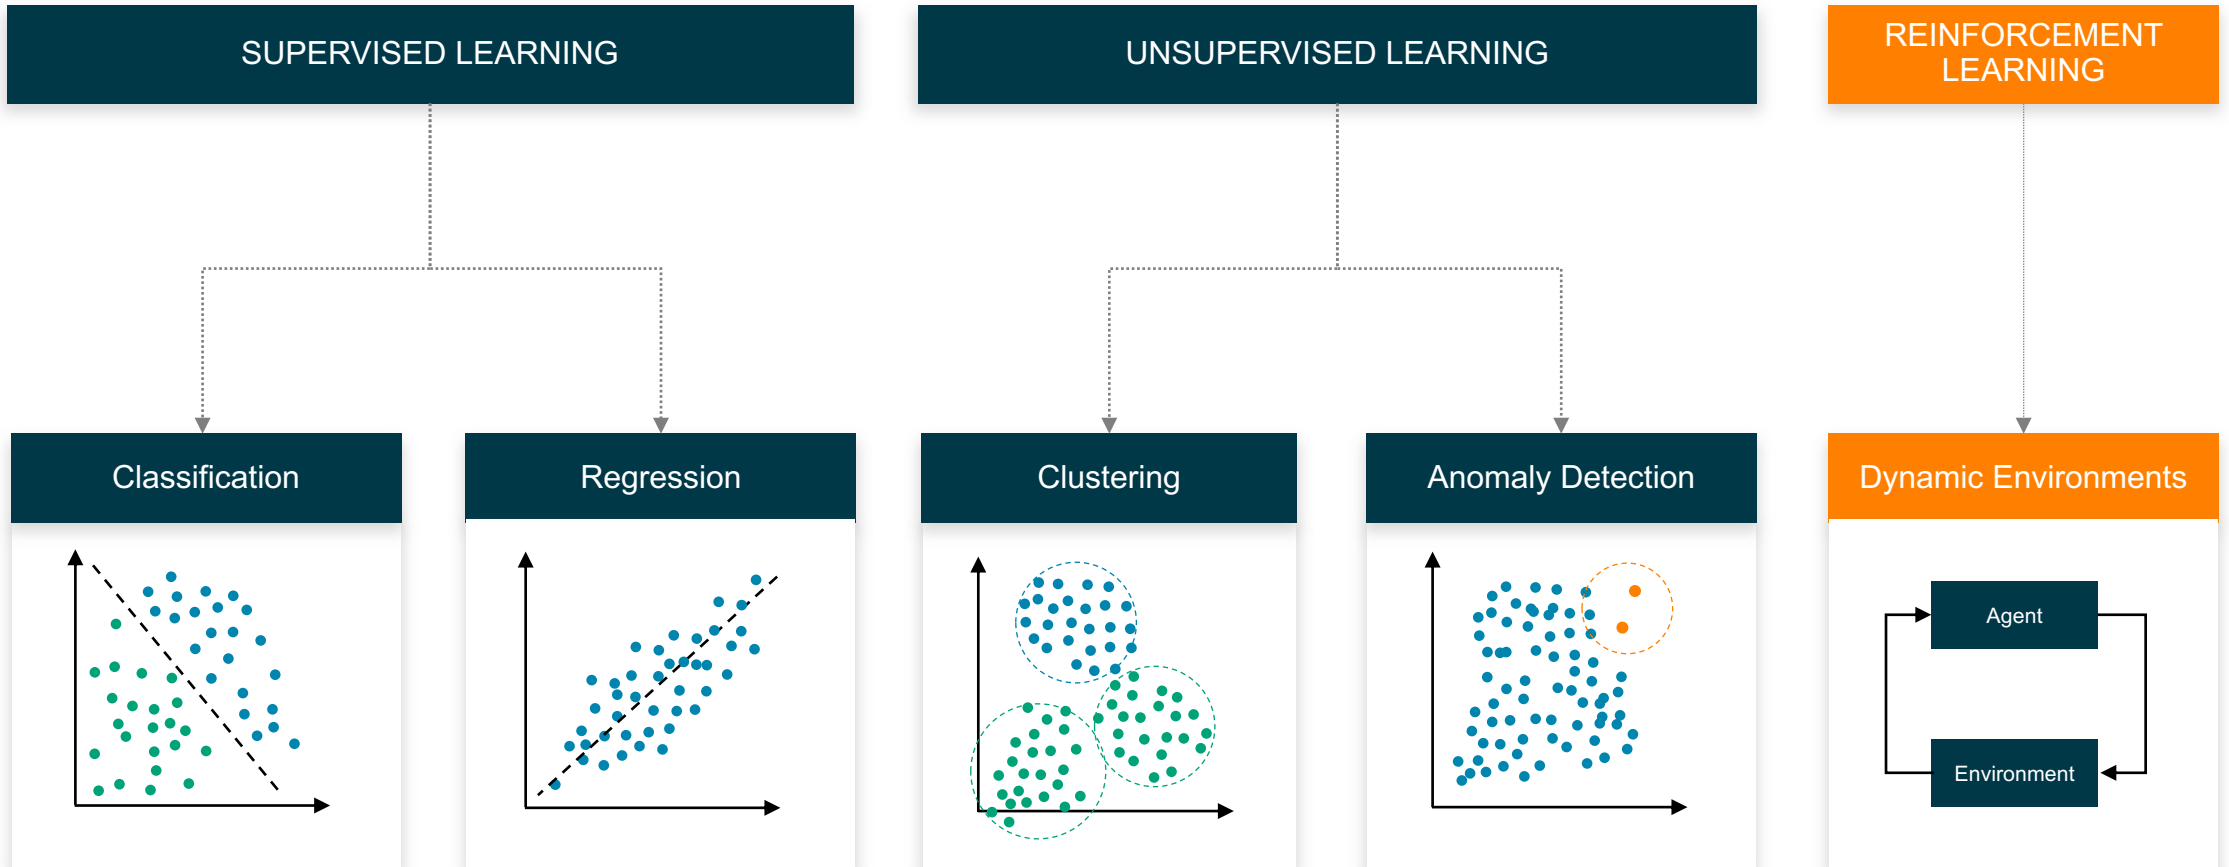 SUPERVISED LEARNING
UNSUPERVISED LEARNING
REINFORCEMENT
LEARNING
Classification
Regression
Clustering
Anomaly Detection
Dynamic Environments
Agent
Environment